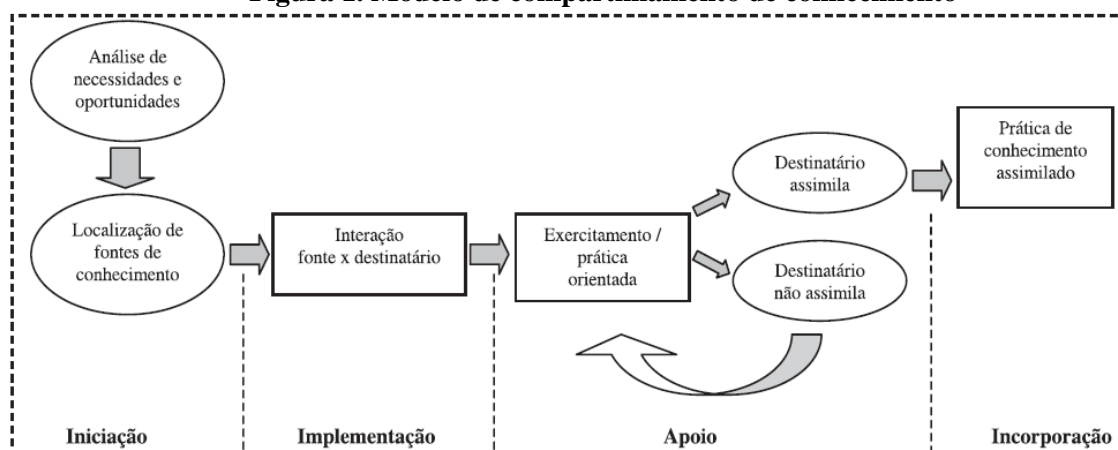 Figura 1. Modelo de compartilhamento de conhecimento
Análise de
necessidades e
oportunidades
Localização de
fontes de
conhecimento
Interação
fonte x destinatário
Exercitamento /
prática
orientada
Destinatário
assimila
Destinatário
não assimila
Prática de
conhecimento
assimilado
Iniciação
Implementação
Apoio
Incorporação